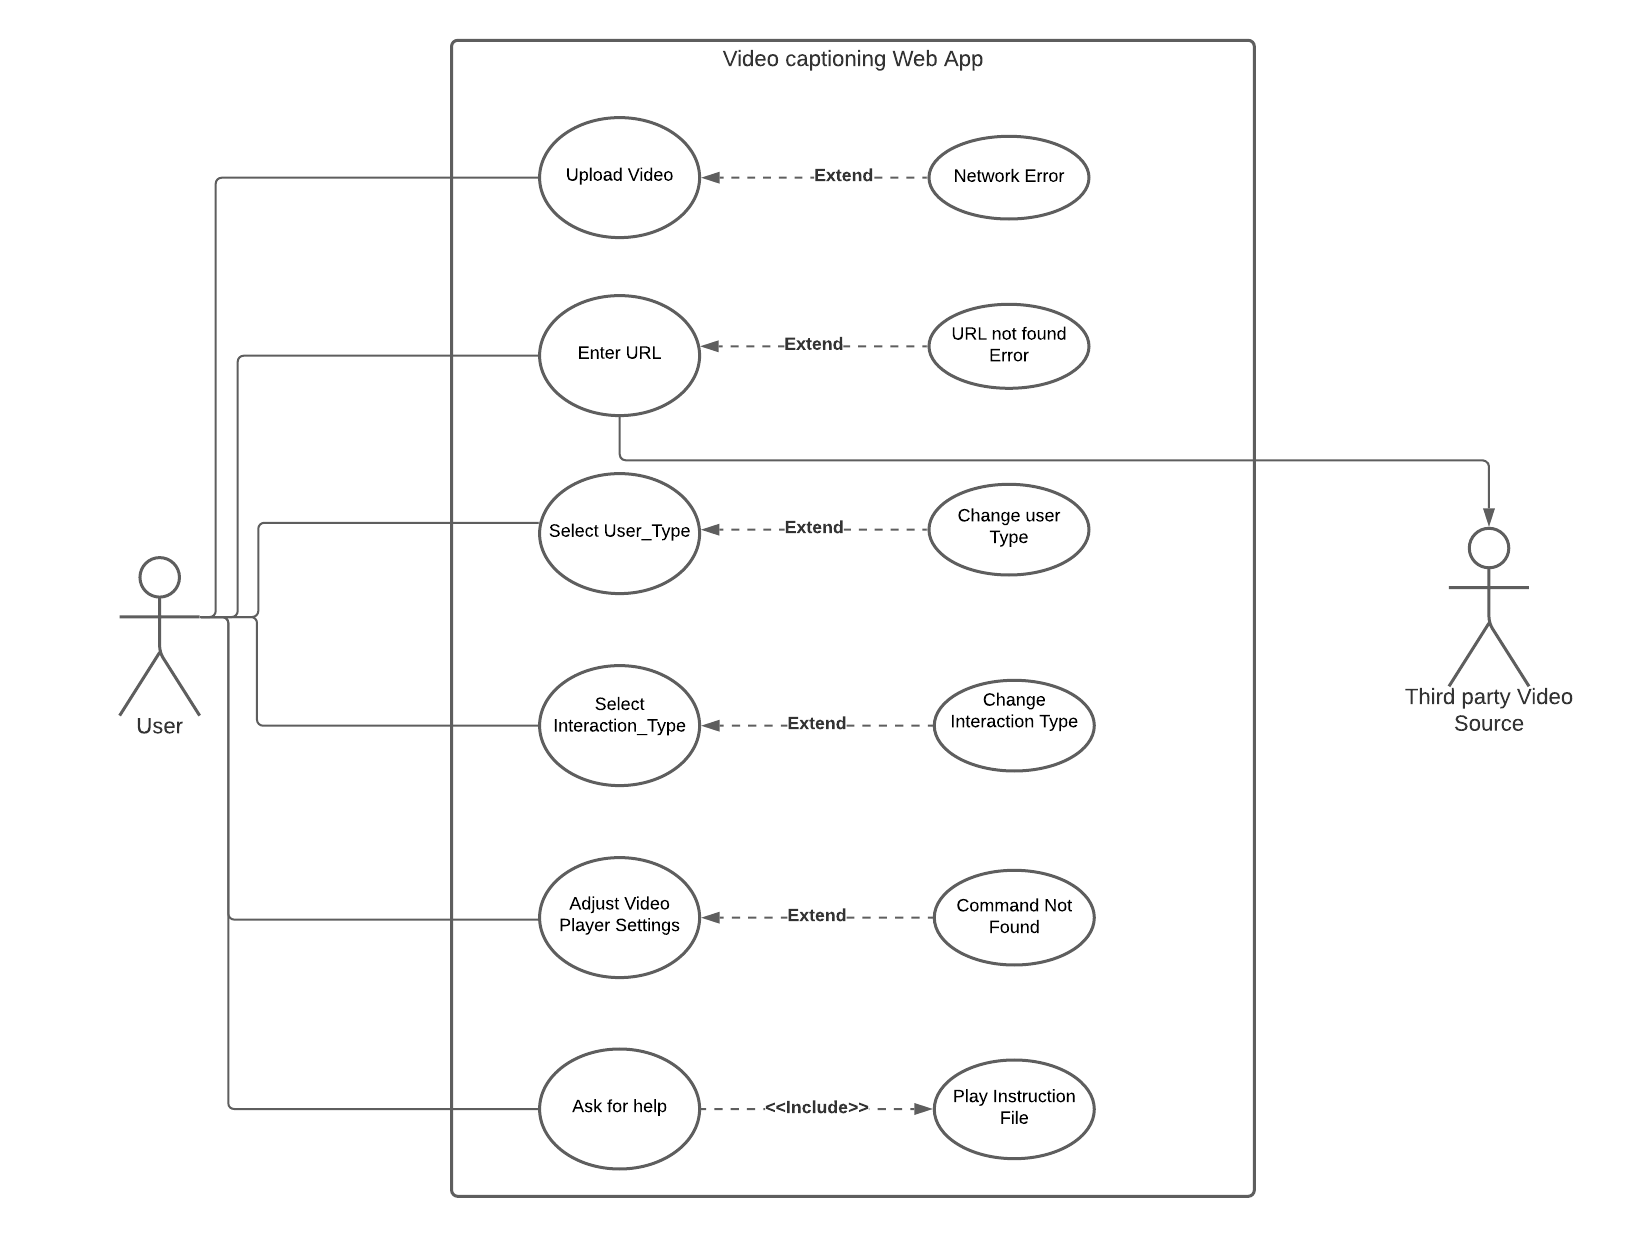 Video captioning Web App
Upload Video
Extend
Network Error
Enter URL
Extend
URL not found
Error
Select User_Type
Extend
Change user
Type
Select
Interaction_Type
Extend
Change
Interaction Type
User
Third party Video
Source
Adjust Video
Player Settings
Extend
Command Not
Found
Ask for help
<<Include>>
Play Instruction
File